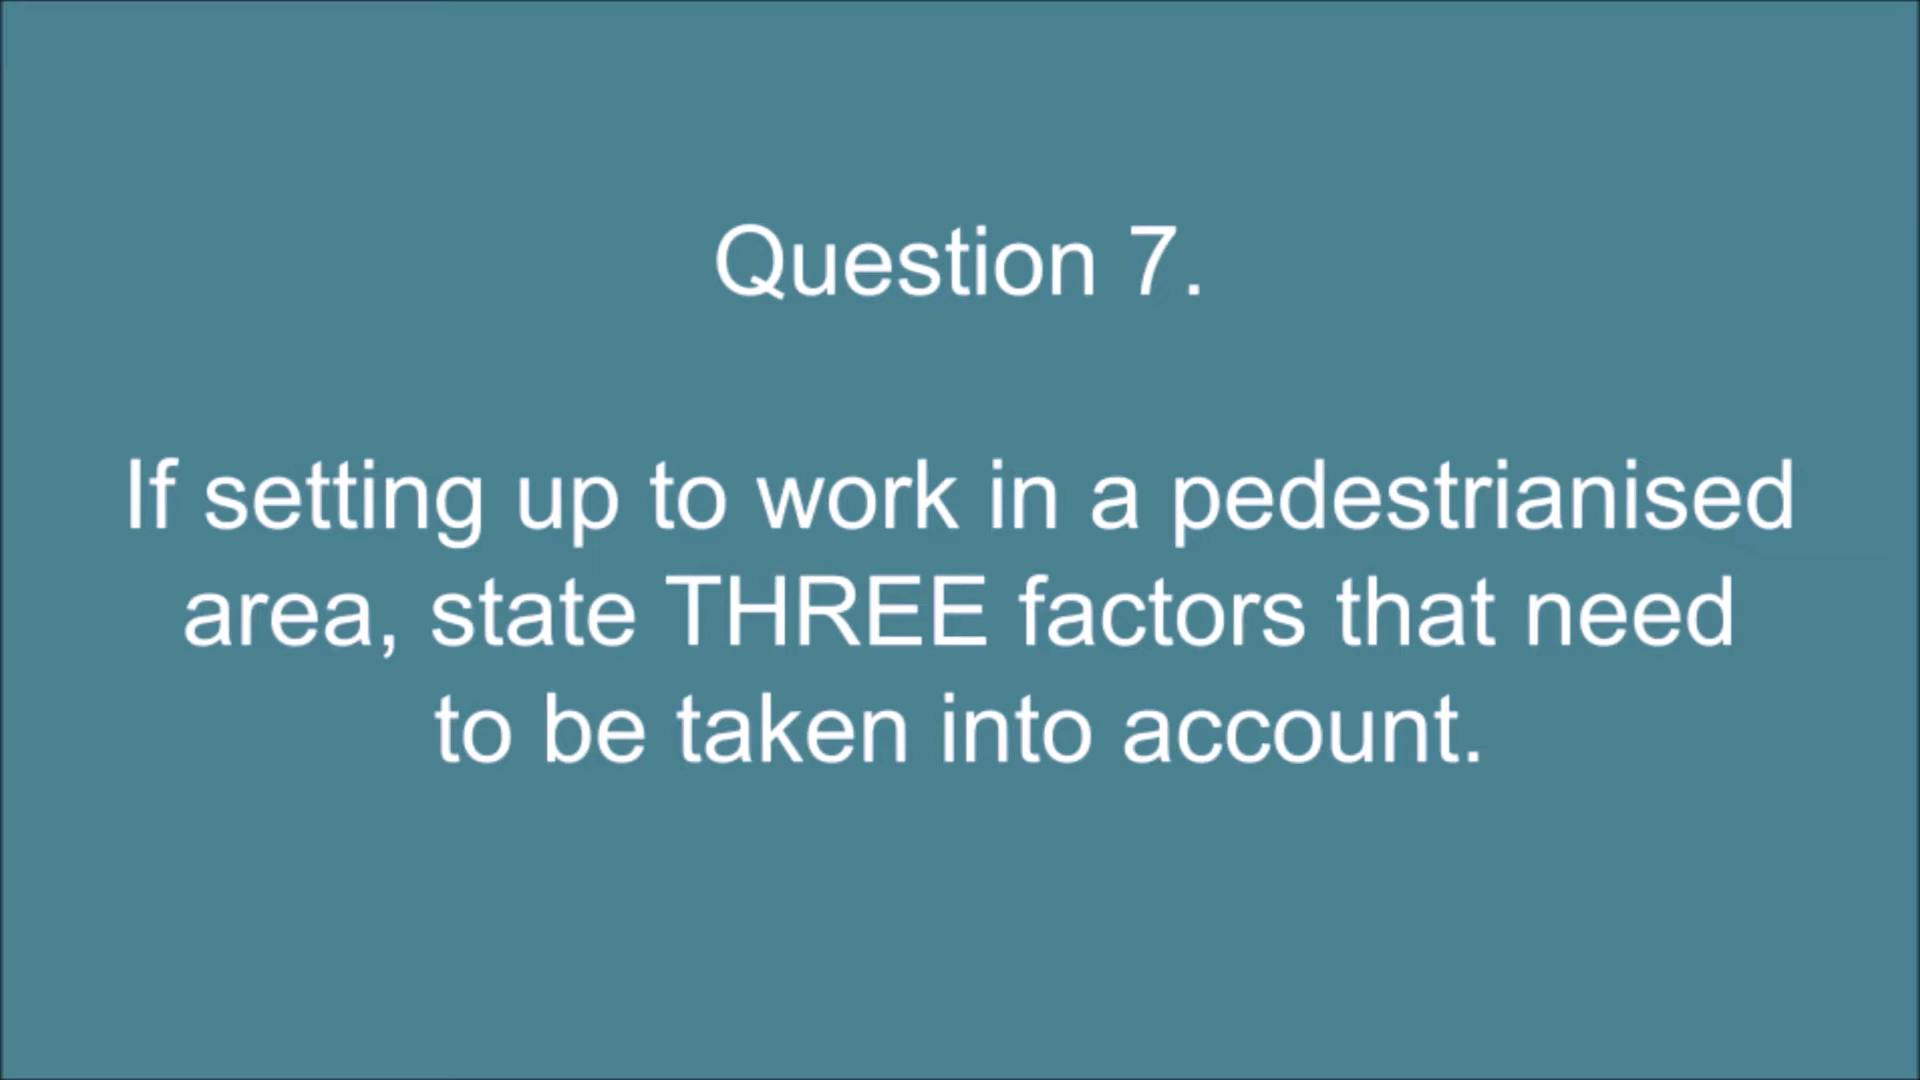 Question 7.
If setting up to work in a pedestrianised
area, state THREE factors that need
to be taken into account.